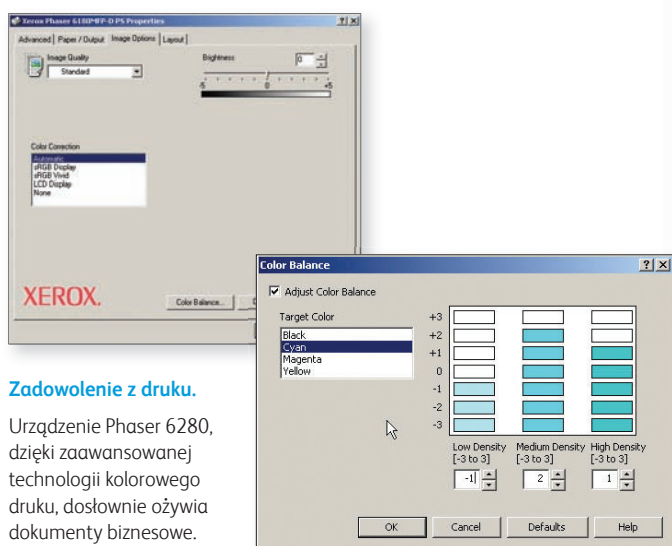 Xerox Phaser 6180MFP-D PS Properties
Advanced Paper / Output Image Options Layout
Image Quality
Standard
Brightness
0
-5 0 +5
Color Correction
Automatic
sRGB Display
sRGB Vivid
LCD Display
None
XEROX.
Color Balance...
Zadowolenie z druku.
Urządzenie Phaser 6280,
dzięki zaawansowanej
technologii kolorowego
druku, dosłownie ożywia
dokumenty biznesowe.
Color Balance
Adjust Color Balance
Target Color
Black
Cyan
Magenta
Yellow
+3
+2
+1
0
-1
-2
-3
Low Density Medium Density High Density
[-3 to 3] [-3 to 3] [-3 to 3]
-1 2 1
OK Cancel Defaults Help